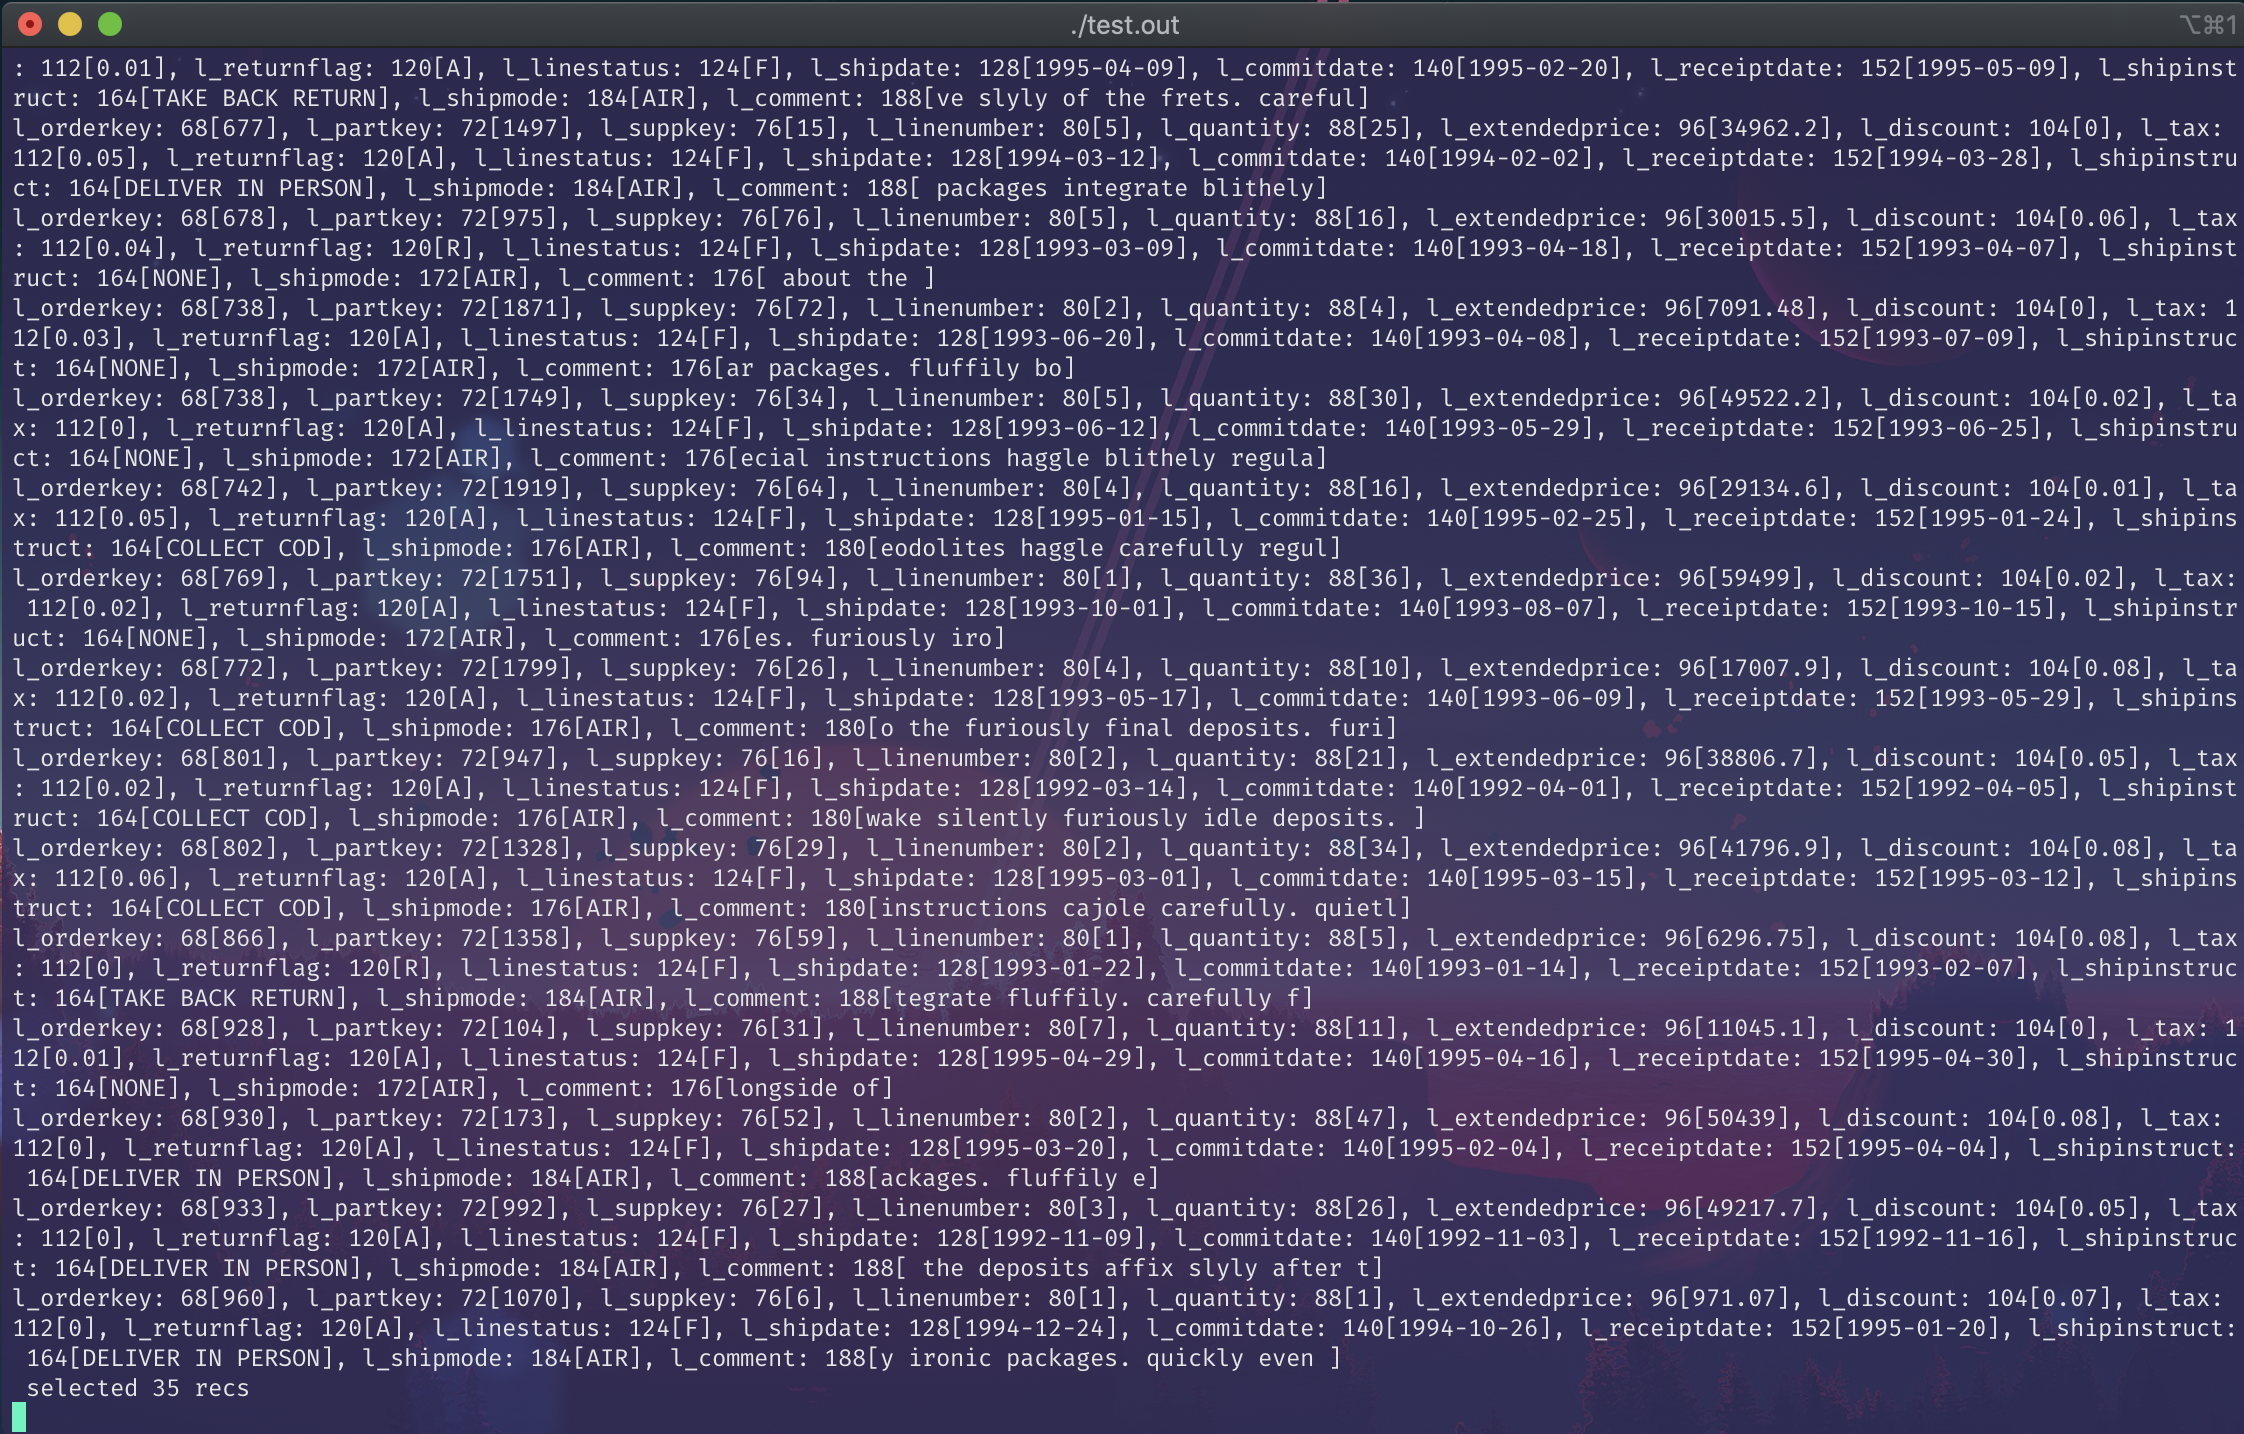 ./test.out
⌥⌘1
: 112[0.01], l_returnflag: 120[A], l_linestatus: 124[F], l_shipdate: 128[1995-04-09], l_commitdate: 140[1995-02-20], l_receiptdate: 152[1995-05-09], l_shipinst
ruct: 164[TAKE BACK RETURN], l_shipmode: 184[AIR], l_comment: 188[ve slyly of the frets. careful]
l_orderkey: 68[677], l_partkey: 72[1497], l_suppkey: 76[15], l_linenumber: 80[5], l_quantity: 88[25], l_extendedprice: 96[34962.2], l_discount: 104[0], l_tax:
112[0.05], l_returnflag: 120[A], l_linestatus: 124[F], l_shipdate: 128[1994-03-12], l_commitdate: 140[1994-02-02], l_receiptdate: 152[1994-03-28], l_shipinstru
ct: 164[DELIVER IN PERSON], l_shipmode: 184[AIR], l_comment: 188[ packages integrate blithely]
l_orderkey: 68[678], l_partkey: 72[975], l_suppkey: 76[76], l_linenumber: 80[5], l_quantity: 88[16], l_extendedprice: 96[30015.5], l_discount: 104[0.06], l_tax
: 112[0.04], l_returnflag: 120[R], l_linestatus: 124[F], l_shipdate: 128[1993-03-09], l_commitdate: 140[1993-04-18], l_receiptdate: 152[1993-04-07], l_shipinst
ruct: 164[NONE], l_shipmode: 172[AIR], l_comment: 176[ about the ]
l_orderkey: 68[738], l_partkey: 72[1871], l_suppkey: 76[72], l_linenumber: 80[2], l_quantity: 88[4], l_extendedprice: 96[7091.48], l_discount: 104[0], l_tax: 1
12[0.03], l_returnflag: 120[A], l_linestatus: 124[F], l_shipdate: 128[1993-06-20], l_commitdate: 140[1993-04-08], l_receiptdate: 152[1993-07-09], l_shipinstruc
t: 164[NONE], l_shipmode: 172[AIR], l_comment: 176[ar packages. fluffily bo]
l_orderkey: 68[738], l_partkey: 72[1749], l_suppkey: 76[34], l_linenumber: 80[5], l_quantity: 88[30], l_extendedprice: 96[49522.2], l_discount: 104[0.02], l_ta
x: 112[0], l_returnflag: 120[A], l_linestatus: 124[F], l_shipdate: 128[1993-06-12], l_commitdate: 140[1993-05-29], l_receiptdate: 152[1993-06-25], l_shipinstru
ct: 164[NONE], l_shipmode: 172[AIR], l_comment: 176[ecial instructions haggle blithely regula]
l_orderkey: 68[742], l_partkey: 72[1919], l_suppkey: 76[64], l_linenumber: 80[4], l_quantity: 88[16], l_extendedprice: 96[29134.6], l_discount: 104[0.01], l_ta
x: 112[0.05], l_returnflag: 120[A], l_linestatus: 124[F], l_shipdate: 128[1995-01-15], l_commitdate: 140[1995-02-25], l_receiptdate: 152[1995-01-24], l_shipins
truct: 164[COLLECT COD], l_shipmode: 176[AIR], l_comment: 180[eodolites haggle carefully regul]
l_orderkey: 68[769], l_partkey: 72[1751], l_suppkey: 76[94], l_linenumber: 80[1], l_quantity: 88[36], l_extendedprice: 96[59499], l_discount: 104[0.02], l_tax:
 112[0.02], l_returnflag: 120[A], l_linestatus: 124[F], l_shipdate: 128[1993-10-01], l_commitdate: 140[1993-08-07], l_receiptdate: 152[1993-10-15], l_shipinstr
uct: 164[NONE], l_shipmode: 172[AIR], l_comment: 176[es. furiously iro]
l_orderkey: 68[772], l_partkey: 72[1799], l_suppkey: 76[26], l_linenumber: 80[4], l_quantity: 88[10], l_extendedprice: 96[17007.9], l_discount: 104[0.08], l_ta
x: 112[0.02], l_returnflag: 120[A], l_linestatus: 124[F], l_shipdate: 128[1993-05-17], l_commitdate: 140[1993-06-09], l_receiptdate: 152[1993-05-29], l_shipins
truct: 164[COLLECT COD], l_shipmode: 176[AIR], l_comment: 180[o the furiously final deposits. furi]
l_orderkey: 68[801], l_partkey: 72[947], l_suppkey: 76[16], l_linenumber: 80[2], l_quantity: 88[21], l_extendedprice: 96[38806.7], l_discount: 104[0.05], l_tax
: 112[0.02], l_returnflag: 120[A], l_linestatus: 124[F], l_shipdate: 128[1992-03-14], l_commitdate: 140[1992-04-01], l_receiptdate: 152[1992-04-05], l_shipinst
ruct: 164[COLLECT COD], l_shipmode: 176[AIR], l_comment: 180[wake silently furiously idle deposits. ]
l_orderkey: 68[802], l_partkey: 72[1328], l_suppkey: 76[29], l_linenumber: 80[2], l_quantity: 88[34], l_extendedprice: 96[41796.9], l_discount: 104[0.08], l_ta
x: 112[0.06], l_returnflag: 120[A], l_linestatus: 124[F], l_shipdate: 128[1995-03-01], l_commitdate: 140[1995-03-15], l_receiptdate: 152[1995-03-12], l_shipins
truct: 164[COLLECT COD], l_shipmode: 176[AIR], l_comment: 180[instructions cajole carefully. quietl]
l_orderkey: 68[866], l_partkey: 72[1358], l_suppkey: 76[59], l_linenumber: 80[1], l_quantity: 88[5], l_extendedprice: 96[6296.75], l_discount: 104[0.08], l_tax
: 112[0], l_returnflag: 120[R], l_linestatus: 124[F], l_shipdate: 128[1993-01-22], l_commitdate: 140[1993-01-14], l_receiptdate: 152[1993-02-07], l_shipinstruc
t: 164[TAKE BACK RETURN], l_shipmode: 184[AIR], l_comment: 188[tegrate fluffily. carefully f]
l_orderkey: 68[928], l_partkey: 72[104], l_suppkey: 76[31], l_linenumber: 80[7], l_quantity: 88[11], l_extendedprice: 96[11045.1], l_discount: 104[0], l_tax: 1
12[0.01], l_returnflag: 120[A], l_linestatus: 124[F], l_shipdate: 128[1995-04-29], l_commitdate: 140[1995-04-16], l_receiptdate: 152[1995-04-30], l_shipinstruc
t: 164[NONE], l_shipmode: 172[AIR], l_comment: 176[longside of]
l_orderkey: 68[930], l_partkey: 72[173], l_suppkey: 76[52], l_linenumber: 80[2], l_quantity: 88[47], l_extendedprice: 96[50439], l_discount: 104[0.08], l_tax:
112[0], l_returnflag: 120[A], l_linestatus: 124[F], l_shipdate: 128[1995-03-20], l_commitdate: 140[1995-02-04], l_receiptdate: 152[1995-04-04], l_shipinstruct:
 164[DELIVER IN PERSON], l_shipmode: 184[AIR], l_comment: 188[ackages. fluffily e]
l_orderkey: 68[933], l_partkey: 72[992], l_suppkey: 76[27], l_linenumber: 80[3], l_quantity: 88[26], l_extendedprice: 96[49217.7], l_discount: 104[0.05], l_tax
: 112[0], l_returnflag: 120[A], l_linestatus: 124[F], l_shipdate: 128[1992-11-09], l_commitdate: 140[1992-11-03], l_receiptdate: 152[1992-11-16], l_shipinstruc
t: 164[DELIVER IN PERSON], l_shipmode: 184[AIR], l_comment: 188[ the deposits affix slyly after t]
l_orderkey: 68[960], l_partkey: 72[1070], l_suppkey: 76[6], l_linenumber: 80[1], l_quantity: 88[1], l_extendedprice: 96[971.07], l_discount: 104[0.07], l_tax:
112[0], l_returnflag: 120[A], l_linestatus: 124[F], l_shipdate: 128[1994-12-24], l_commitdate: 140[1994-10-26], l_receiptdate: 152[1995-01-20], l_shipinstruct:
 164[DELIVER IN PERSON], l_shipmode: 184[AIR], l_comment: 188[y ironic packages. quickly even ]
 selected 35 recs